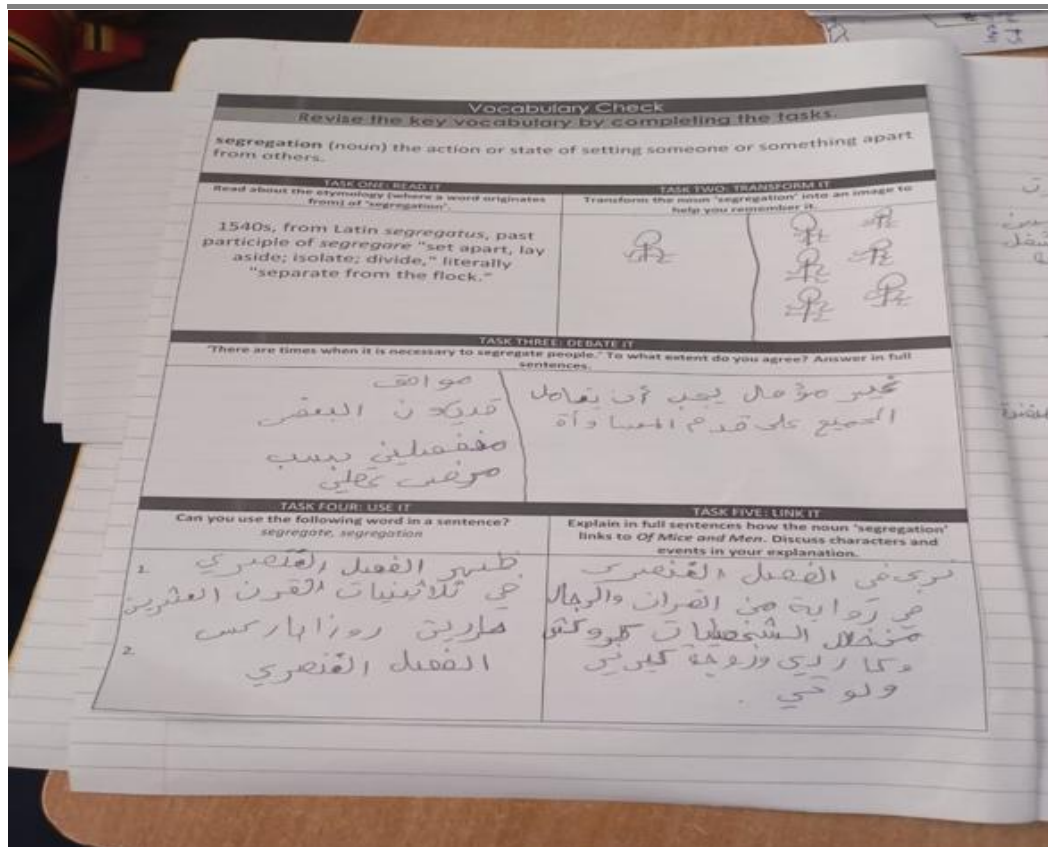 Vocabulary Check
Revise the key vocabulary by completing the tasks.
segregation (noun) the action or state of setting someone or something apart
from others.
TASK ONE: READ IT
Read about the etymology (where a word originates
from) of 'segregation'.
1540s, from Latin segregatus, past
participle of segregare "set apart, lay
aside; isolate; divide," literally
"separate from the flock."
TASK TWO: TRANSFORM IT
Transform the noun 'segregation' into an image to
help you remember it.
TASK THREE: DEBATE IT
'There are times when it is necessary to segregate people.' To what extent do you agree? Answer in full
sentences.
موافق
قد يكون البعض
منفصلين بسبب
مرض عقلي
غير موال يجب أن يعامل
الجميع على قدم المساواة
TASK FOUR: USE IT
Can you use the following word in a sentence?
segregate, segregation
1. ظهر الفصل العنصري
في ثلاثينيات القرن العشرين
2. روزا باركس
الفصل العنصري
TASK FIVE: LINK IT
Explain in full sentences how the noun 'segregation'
links to Of Mice and Men. Discuss characters and
events in your explanation.
نرى في الفصل العنصري
في رواية من الفئران والرجال
من خلال الشخصيات كروكس
وكاندي وزوجة كيرلي